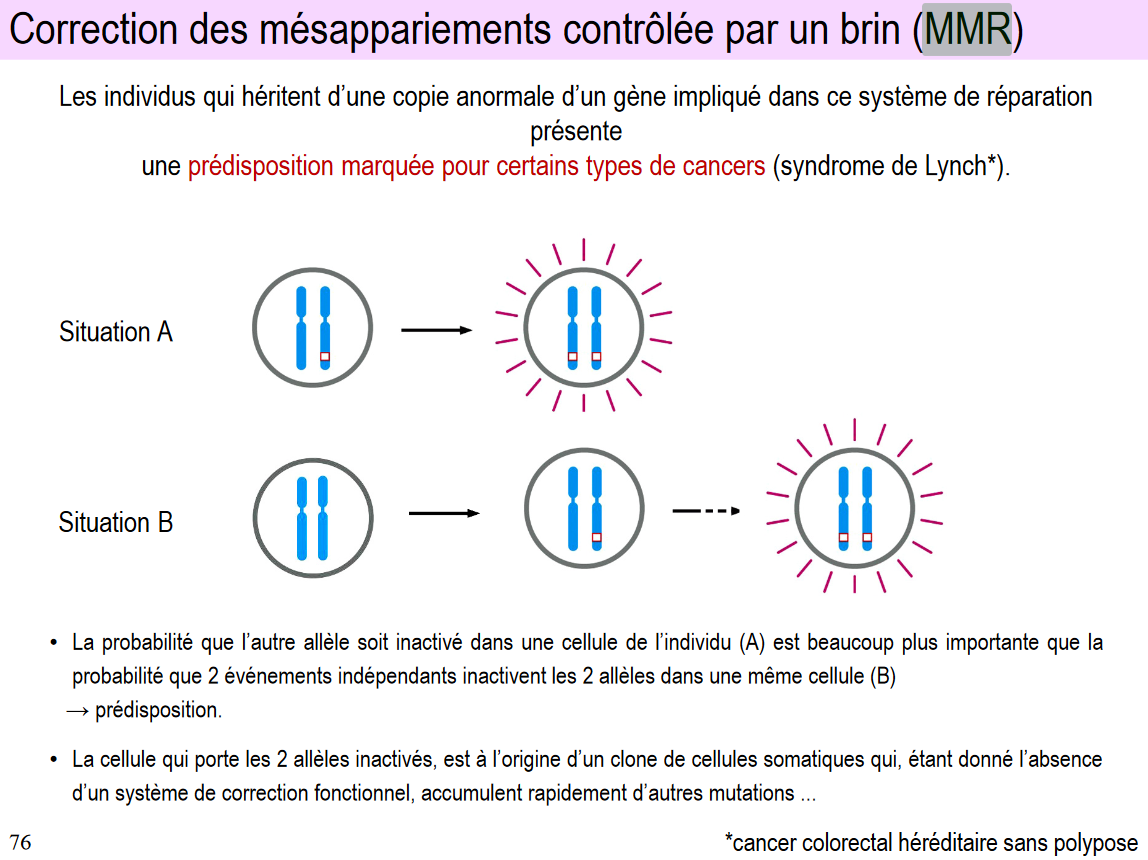 Correction des mésappariements contrôlée par un brin (MMR)
Les individus qui héritent d’une copie anormale d’un gène impliqué dans ce système de réparation
présente
une prédisposition marquée pour certains types de cancers (syndrome de Lynch*).
Situation A
Situation B
• La probabilité que l’autre allèle soit inactivé dans une cellule de l’individu (A) est beaucoup plus importante que la
probabilité que 2 événements indépendants inactivent les 2 allèles dans une même cellule (B)
→ prédisposition.
• La cellule qui porte les 2 allèles inactivés, est à l’origine d’un clone de cellules somatiques qui, étant donné l’absence
d’un système de correction fonctionnel, accumulent rapidement d’autres mutations ...
76
*cancer colorectal héréditaire sans polypose